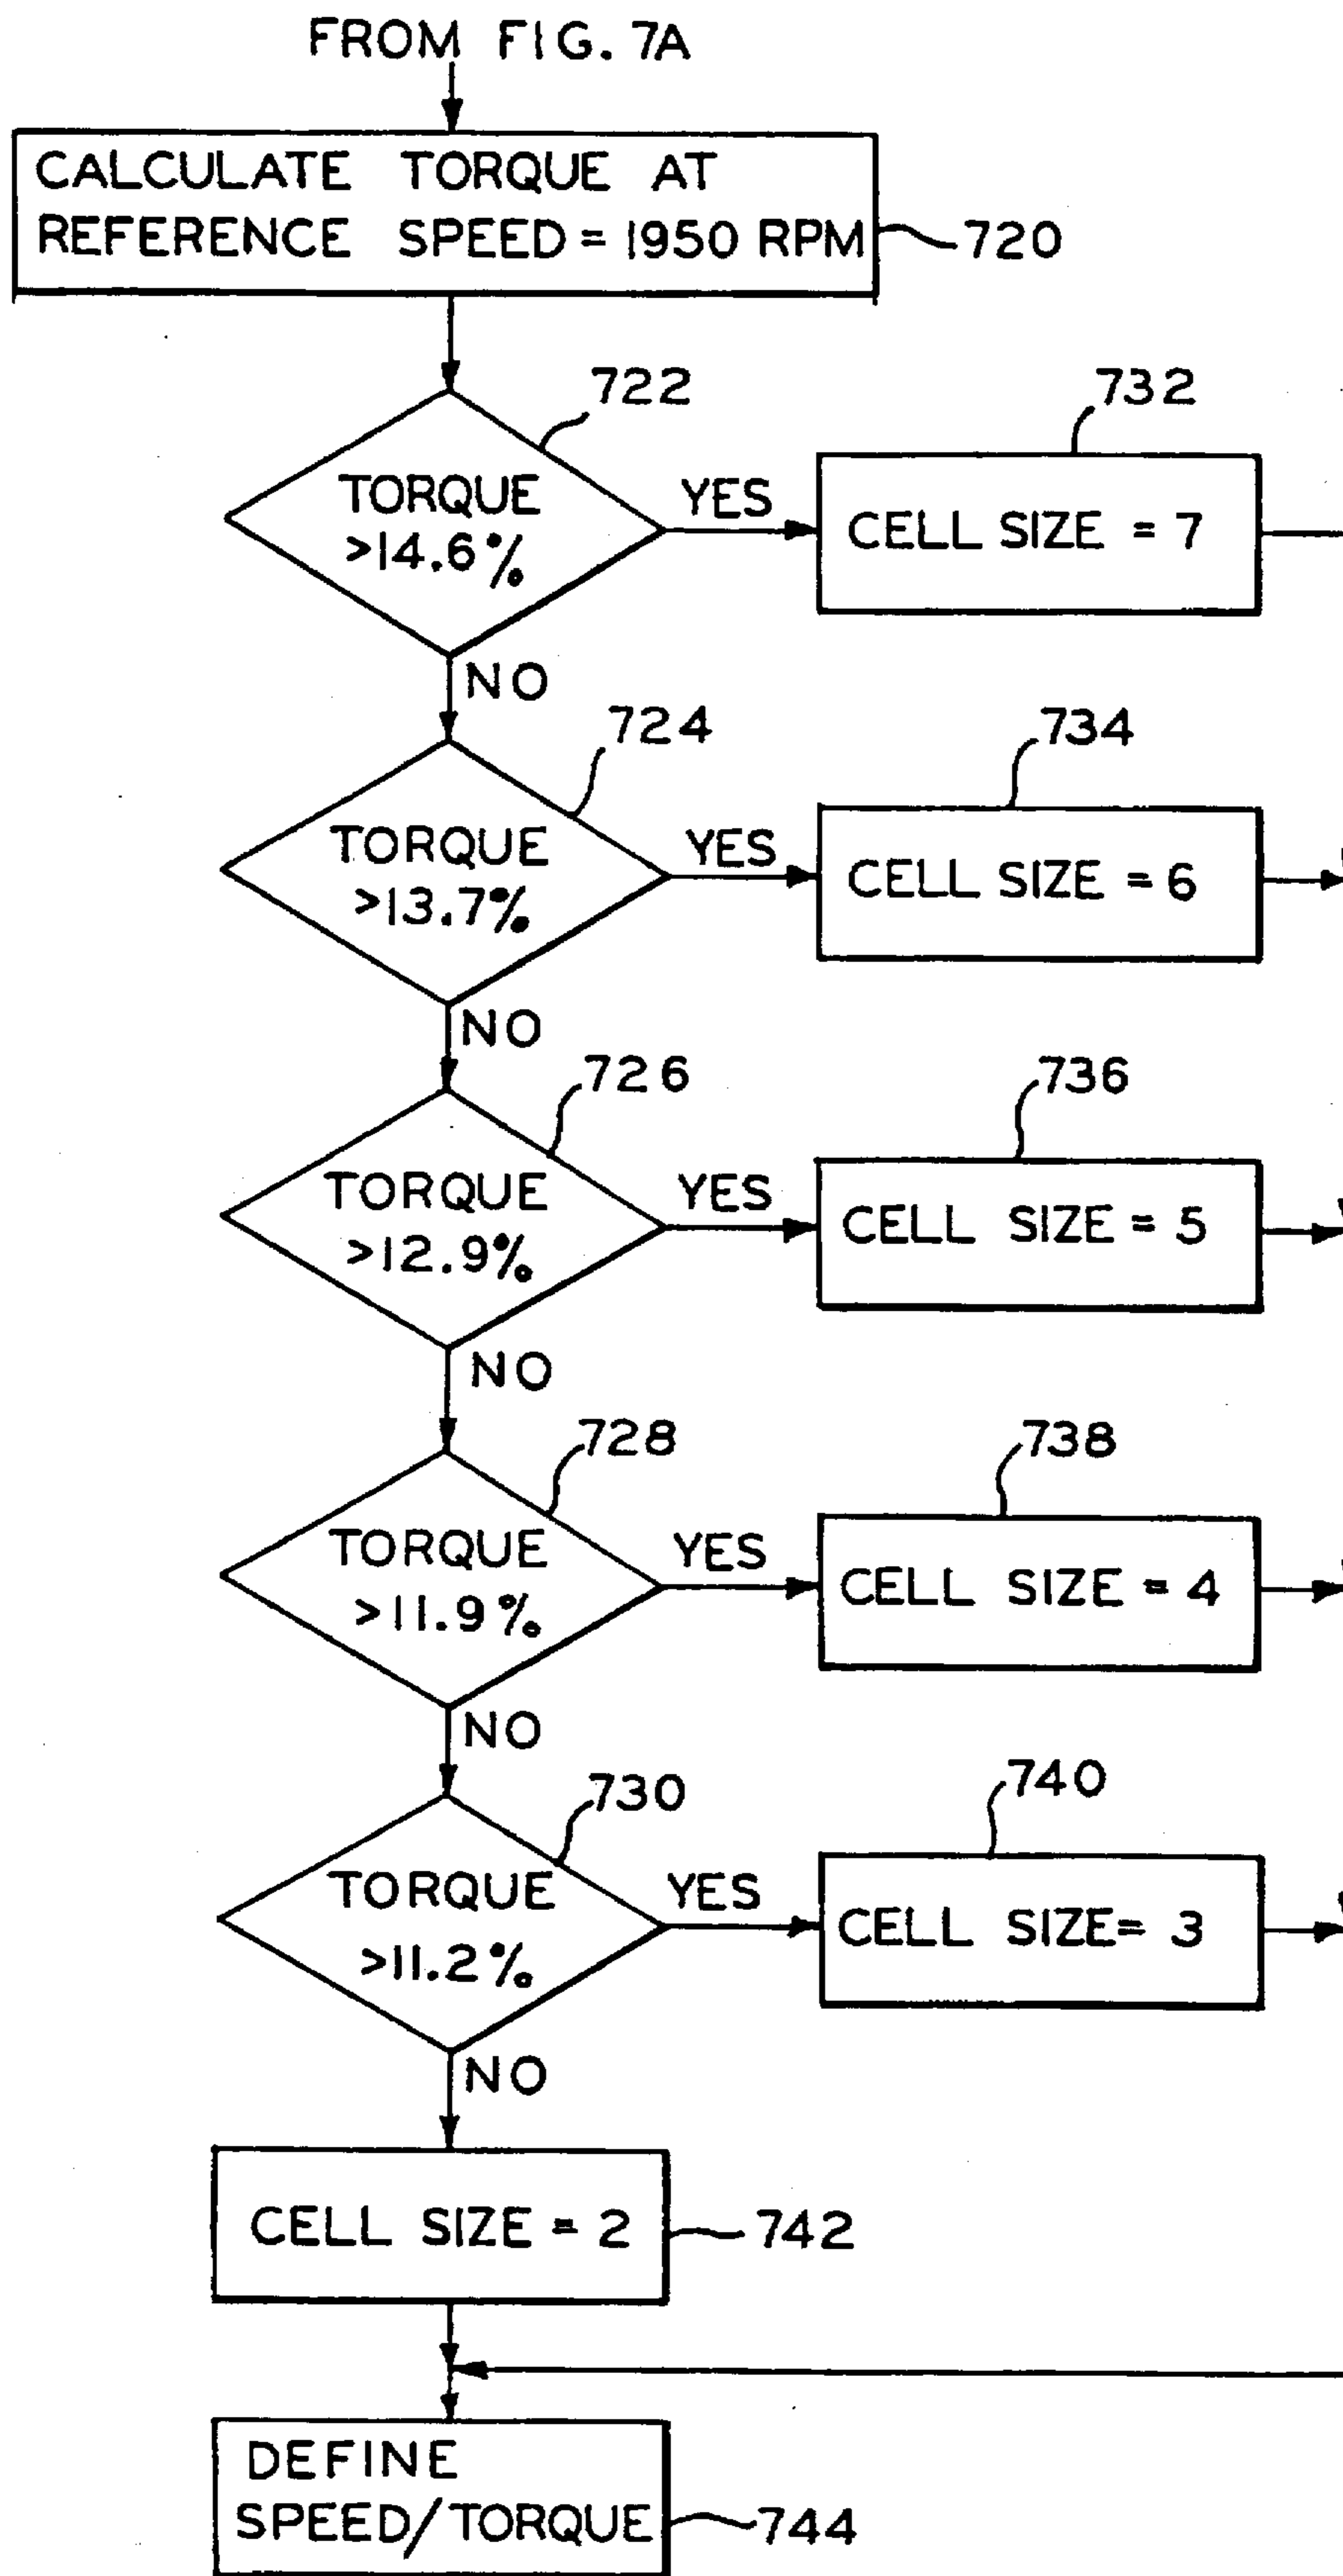 FROM FIG. 7A
CALCULATE TORQUE AT
REFERENCE SPEED = 1950 RPM
720
722
732
TORQUE
>14.6%
YES
CELL SIZE = 7
NO
724
734
TORQUE
>13.7%
YES
CELL SIZE = 6
NO
726
736
TORQUE
>12.9%
YES
CELL SIZE = 5
NO
728
738
TORQUE
>11.9%
YES
CELL SIZE = 4
NO
730
740
TORQUE
>11.2%
YES
CELL SIZE= 3
NO
CELL SIZE = 2
742
DEFINE
SPEED/TORQUE
744